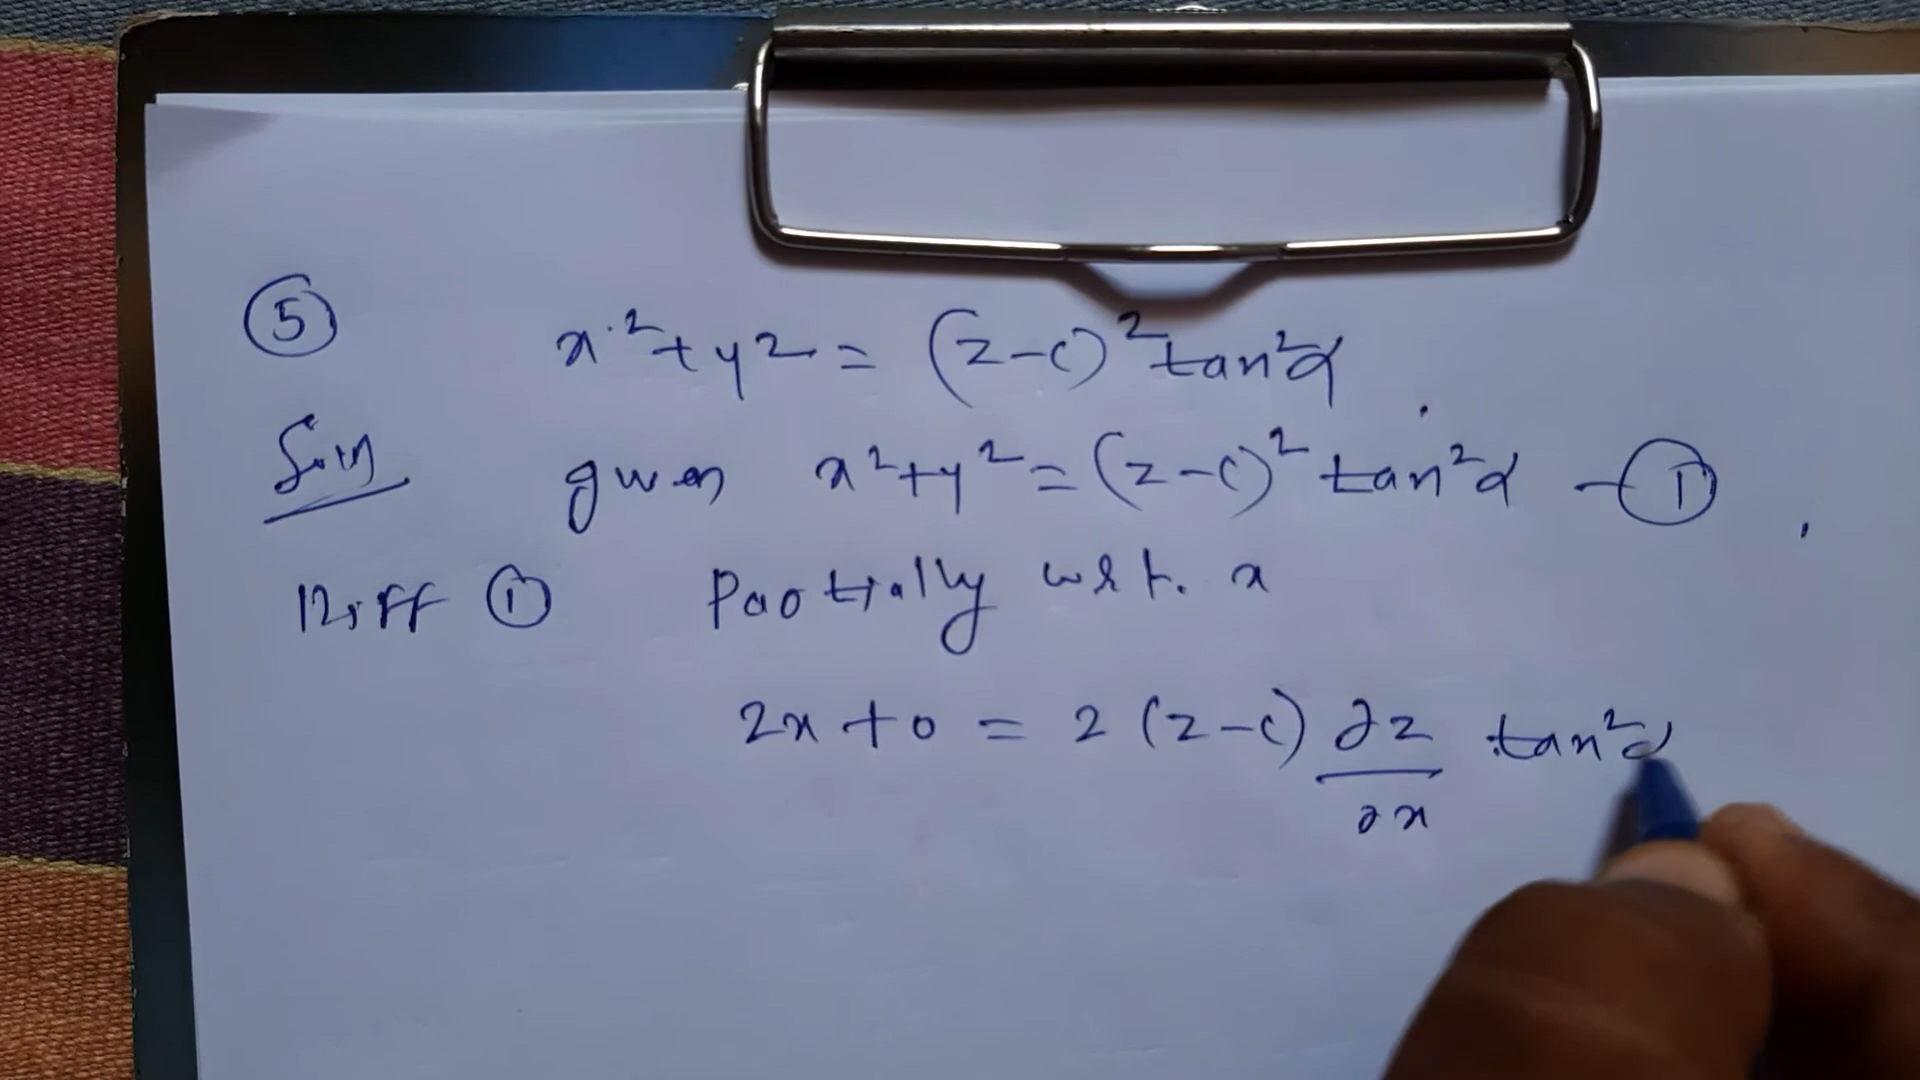 ⑤ x² + y² = (z-c)² tan²α
Soln given x² + y² = (z-c)² tan²α - ①
Diff ① Partially w.r.t. x
2x + 0 = 2 (z-c) ∂z/∂x tan²α